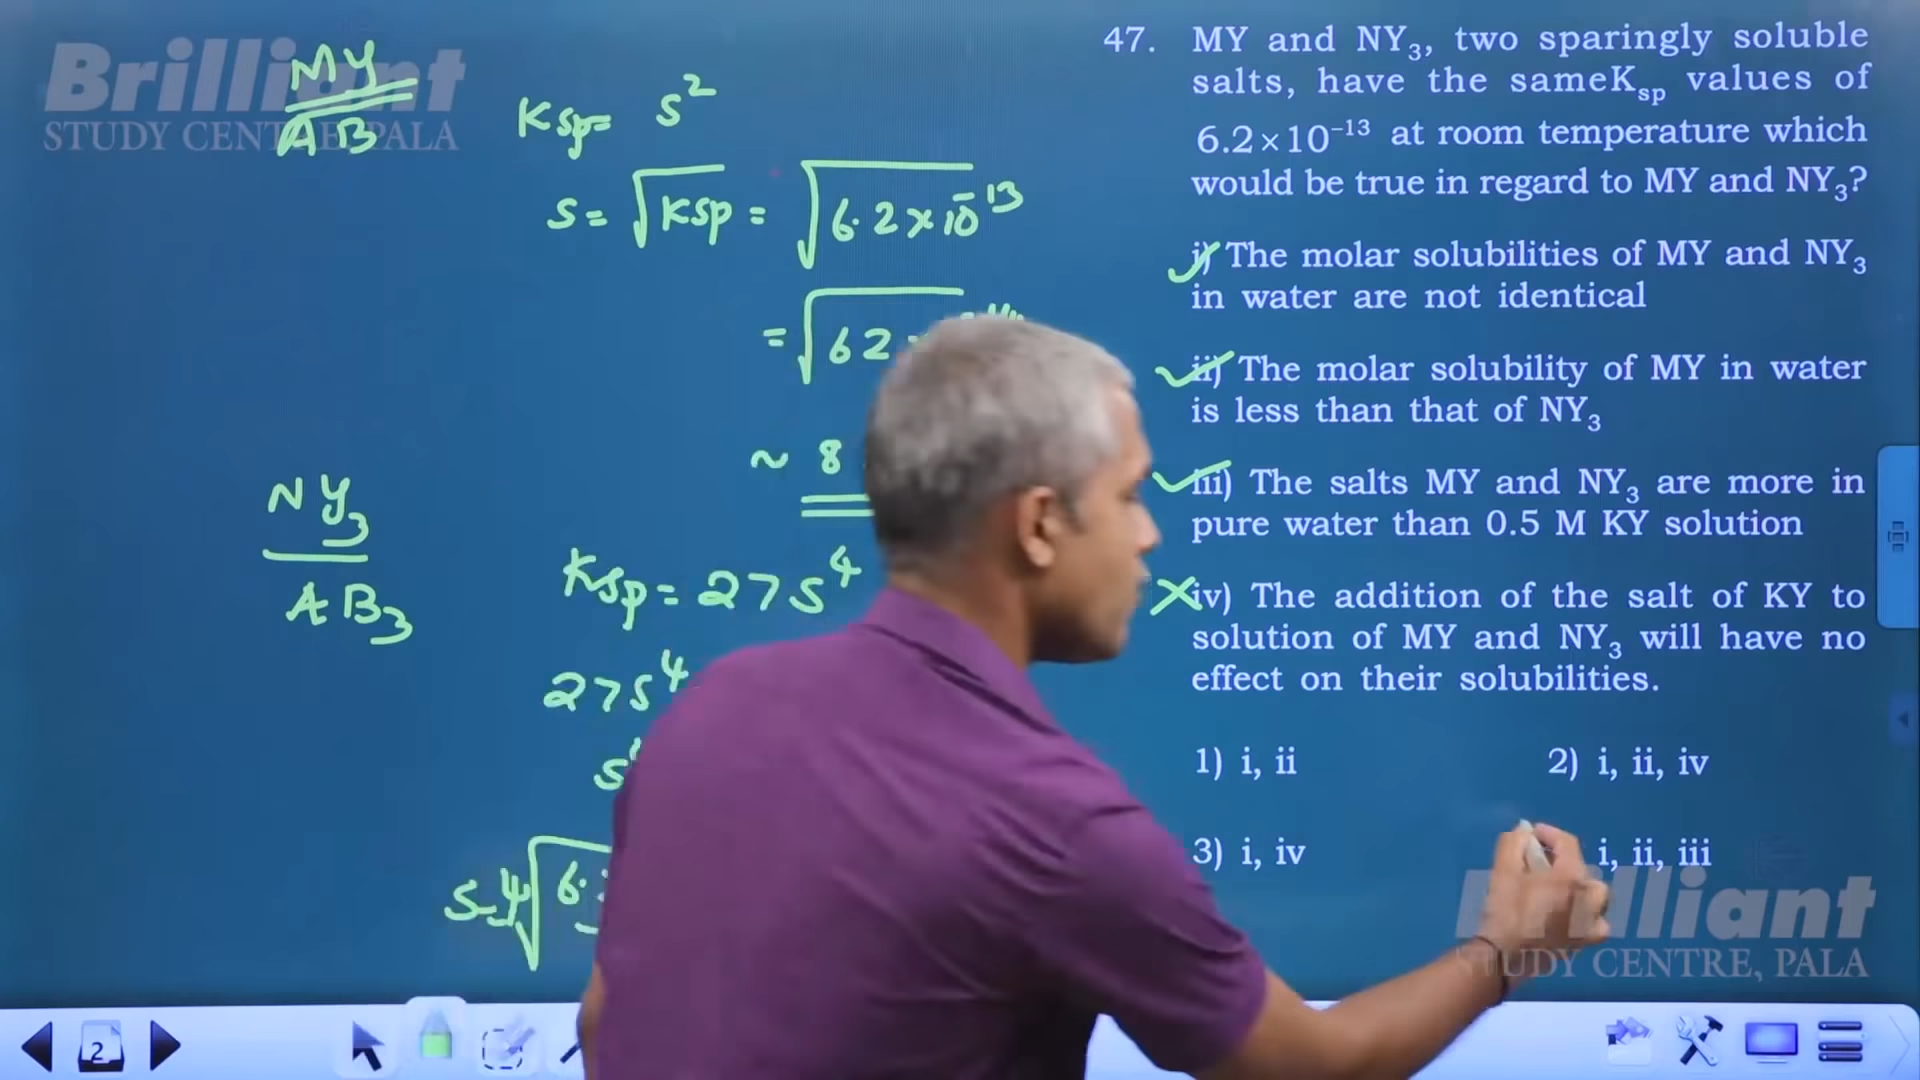 Brilliant
STUDY CENTRE, PALA
MY
AB
Ksp= s²
s= √Ksp = √6.2×10⁻¹³
= √62
~ 8
NY₃
AB₃
Ksp= 27s⁴
27s⁴
s
s=⁴√6.
47. MY and NY₃, two sparingly soluble
salts, have the sameKₛₚ values of
6.2×10⁻¹³ at room temperature which
would be true in regard to MY and NY₃?
i) The molar solubilities of MY and NY₃
in water are not identical
ii) The molar solubility of MY in water
is less than that of NY₃
iii) The salts MY and NY₃ are more in
pure water than 0.5 M KY solution
iv) The addition of the salt of KY to
solution of MY and NY₃ will have no
effect on their solubilities.
1) i, ii 2) i, ii, iv
3) i, iv i, ii, iii
Brilliant
STUDY CENTRE, PALA
2